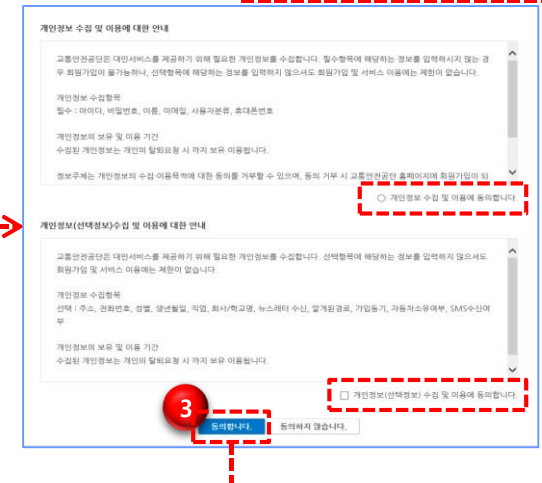 개인정보 수집 및 이용에 대한 안내
교통안전공단은 대민서비스를 제공하기 위해 필요한 개인정보를 수집합니다. 필수항목에 해당하는 정보를 입력하시지 않는 경
우 회원가입이 불가능하나, 선택항목에 해당하는 정보를 입력하지 않으셔도 회원가입 및 서비스 이용에는 제한이 없습니다.
개인정보 수집항목
필수 : 아이디, 비밀번호, 이름, 이메일, 사용자분류, 휴대폰번호
개인정보의 보유 및 이용 기간
수집된 개인정보는 개인의 탈퇴요청 시 까지 보유 이용됩니다.
정보주체는 개인정보의 수집·이용목적에 대한 동의를 거부할 수 있으며, 동의 거부 시 교통안전공단 홈페이지에 회원가입이 되
개인정보 수집 및 이용에 동의합니다.
개인정보(선택정보)수집 및 이용에 대한 안내
교통안전공단은 대민서비스를 제공하기 위해 필요한 개인정보를 수집합니다. 선택항목에 해당하는 정보를 입력하지 않으셔도
회원가입 및 서비스 이용에는 제한이 없습니다.
개인정보 수집항목
선택 : 주소, 전화번호, 성별, 생년월일, 직업, 회사/학교명, 뉴스레터 수신, 알게된경로, 가입동기, 자동차소유여부, SMS수신여
부
개인정보의 보유 및 이용 기간
수집된 개인정보는 개인의 탈퇴요청 시 까지 보유 이용됩니다.
개인정보(선택정보) 수집 및 이용에 동의합니다.
3
동의합니다. 동의하지 않습니다.